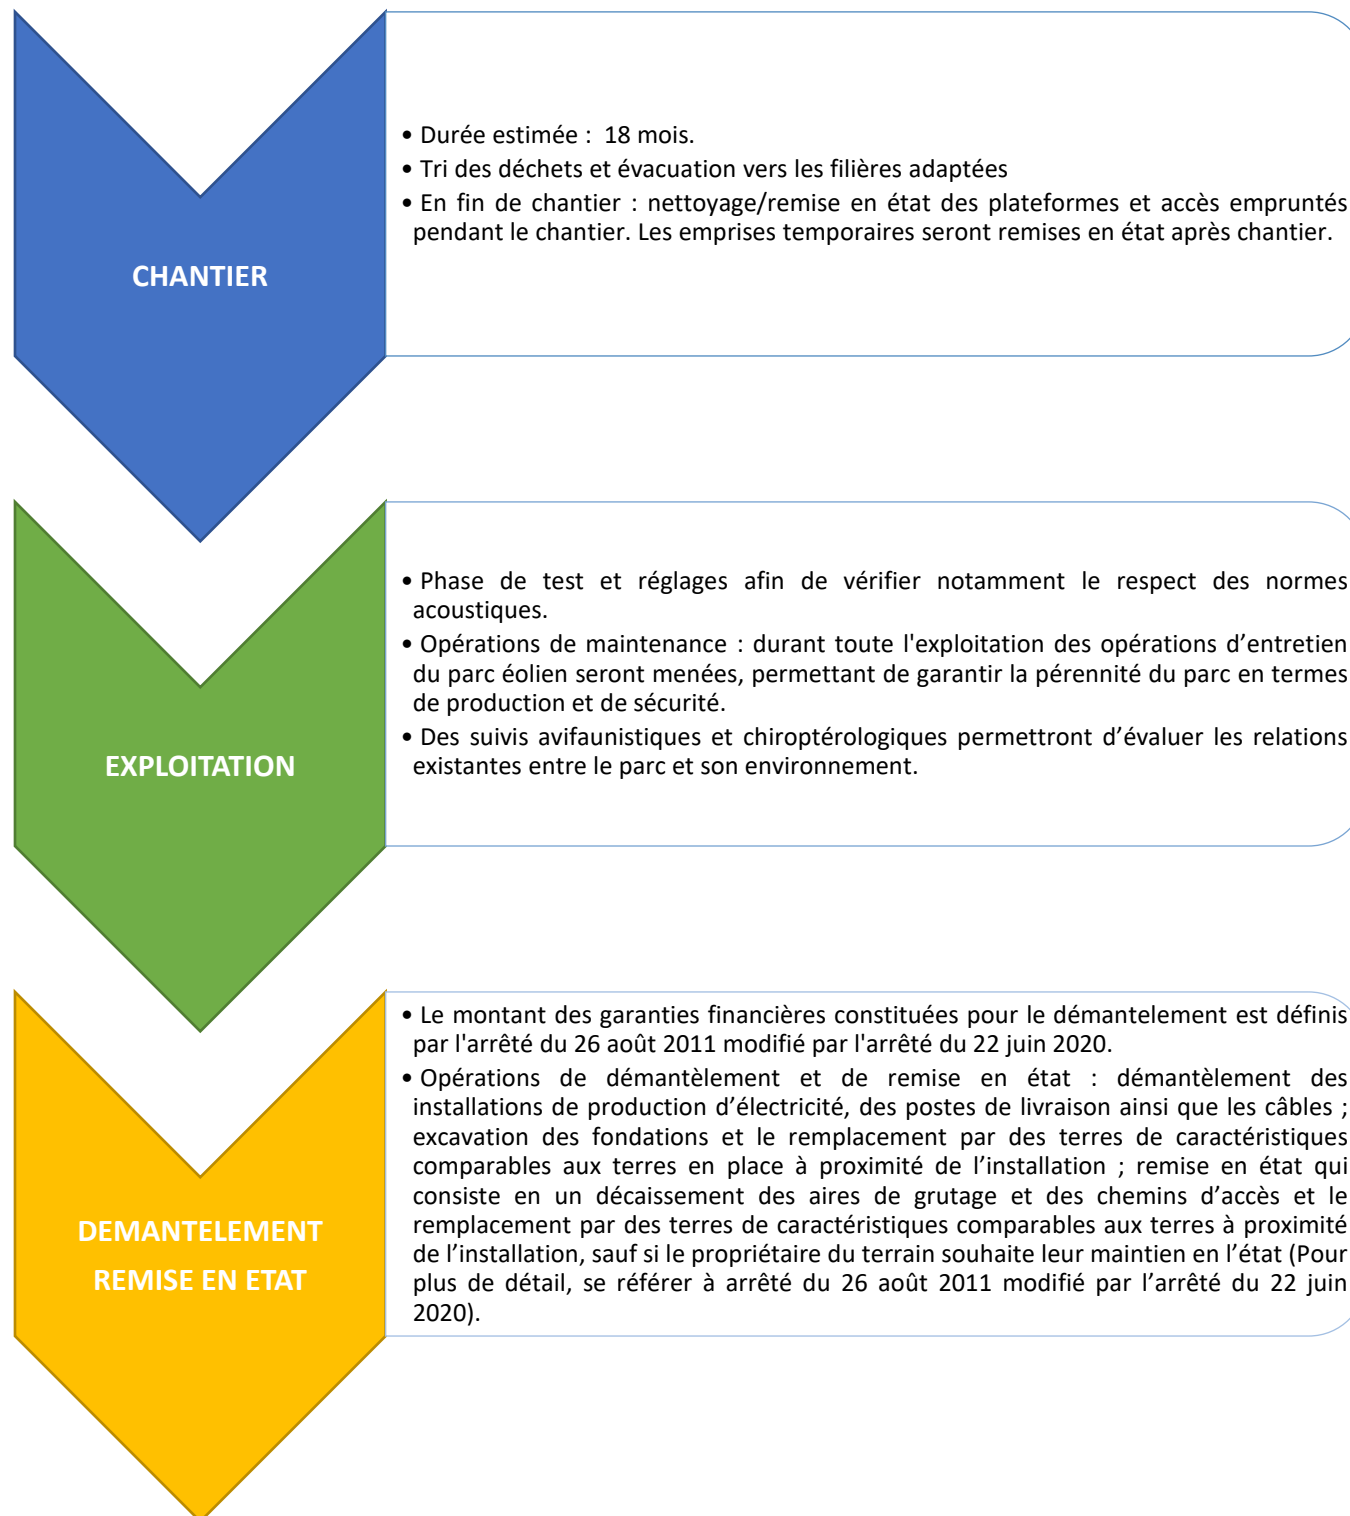 CHANTIER
• Durée estimée : 18 mois.
• Tri des déchets et évacuation vers les filières adaptées
• En fin de chantier : nettoyage/remise en état des plateformes et accès empruntés
pendant le chantier. Les emprises temporaires seront remises en état après chantier.
EXPLOITATION
• Phase de test et réglages afin de vérifier notamment le respect des normes
acoustiques.
• Opérations de maintenance : durant toute l'exploitation des opérations d’entretien
du parc éolien seront menées, permettant de garantir la pérennité du parc en termes
de production et de sécurité.
• Des suivis avifaunistiques et chiroptérologiques permettront d’évaluer les relations
existantes entre le parc et son environnement.
DEMANTELEMENT
REMISE EN ETAT
• Le montant des garanties financières constituées pour le démantelement est définis
par l'arrêté du 26 août 2011 modifié par l'arrêté du 22 juin 2020.
• Opérations de démantèlement et de remise en état : démantèlement des
installations de production d’électricité, des postes de livraison ainsi que les câbles ;
excavation des fondations et le remplacement par des terres de caractéristiques
comparables aux terres en place à proximité de l’installation ; remise en état qui
consiste en un décaissement des aires de grutage et des chemins d’accès et le
remplacement par des terres de caractéristiques comparables aux terres à proximité
de l’installation, sauf si le propriétaire du terrain souhaite leur maintien en l’état (Pour
plus de détail, se référer à arrêté du 26 août 2011 modifié par l’arrêté du 22 juin
2020).